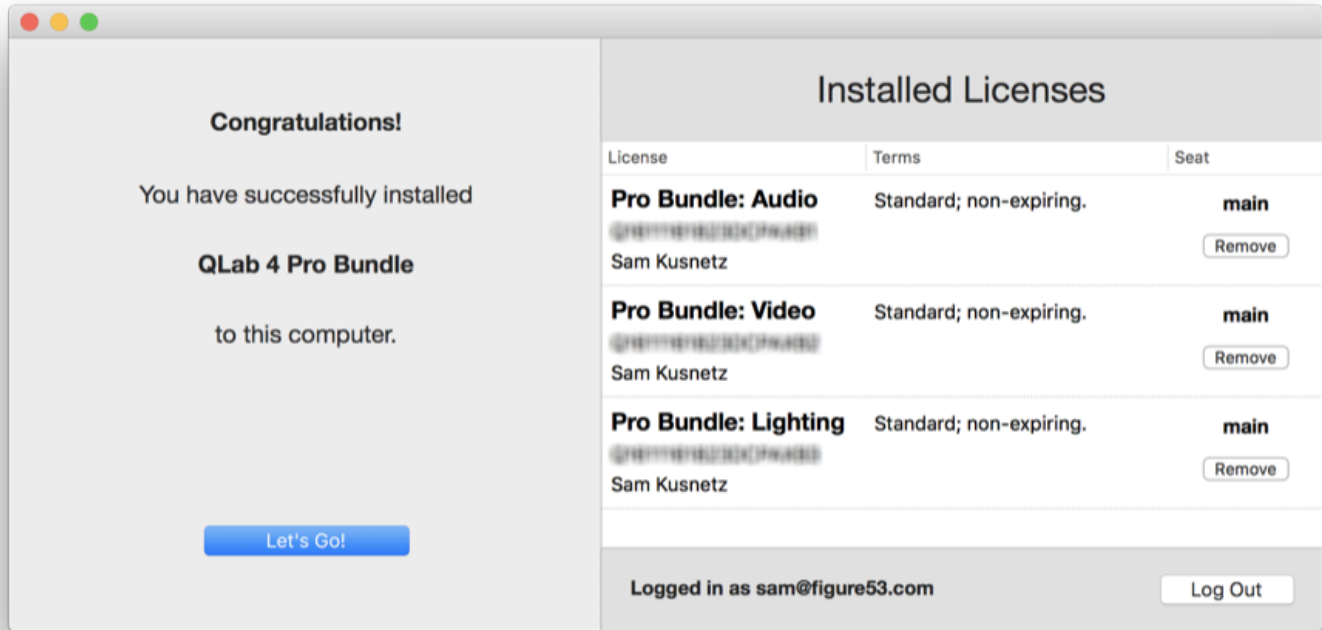 Congratulations!
You have successfully installed
QLab 4 Pro Bundle
to this computer.
Let's Go!
Installed Licenses
License Terms Seat
Pro Bundle: Audio Standard; non-expiring. main
Remove
Sam Kusnetz
Pro Bundle: Video Standard; non-expiring. main
Remove
Sam Kusnetz
Pro Bundle: Lighting Standard; non-expiring. main
Remove
Sam Kusnetz
Logged in as sam@figure53.com Log Out